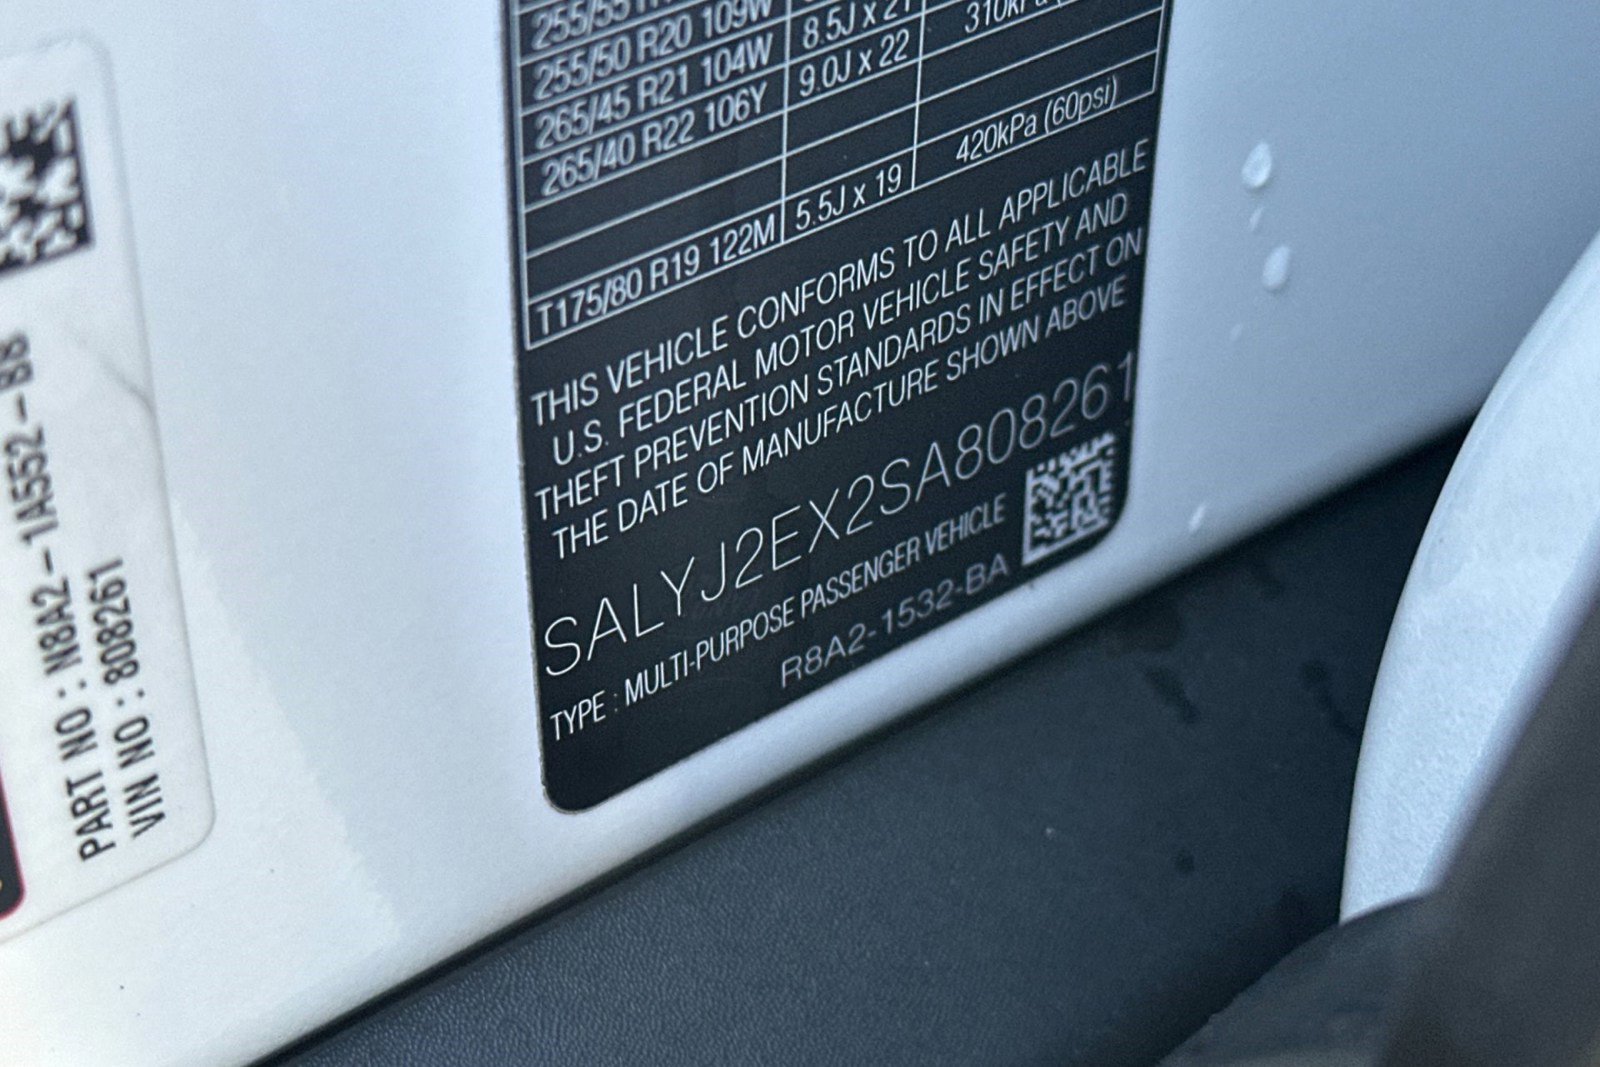 PART NO : N8A2-1A552-BB
VIN NO : 808261
255/50 R20 109W
265/45 R21 104W 8.5J x 21
265/40 R22 106Y 9.0J x 22
T175/80 R19 122M 5.5J x 19 420kPa (60psi)
THIS VEHICLE CONFORMS TO ALL APPLICABLE
U.S. FEDERAL MOTOR VEHICLE SAFETY AND
THEFT PREVENTION STANDARDS IN EFFECT ON
THE DATE OF MANUFACTURE SHOWN ABOVE
SALYJ2EX2SA808261
TYPE : MULTI-PURPOSE PASSENGER VEHICLE
R8A2-1532-BA